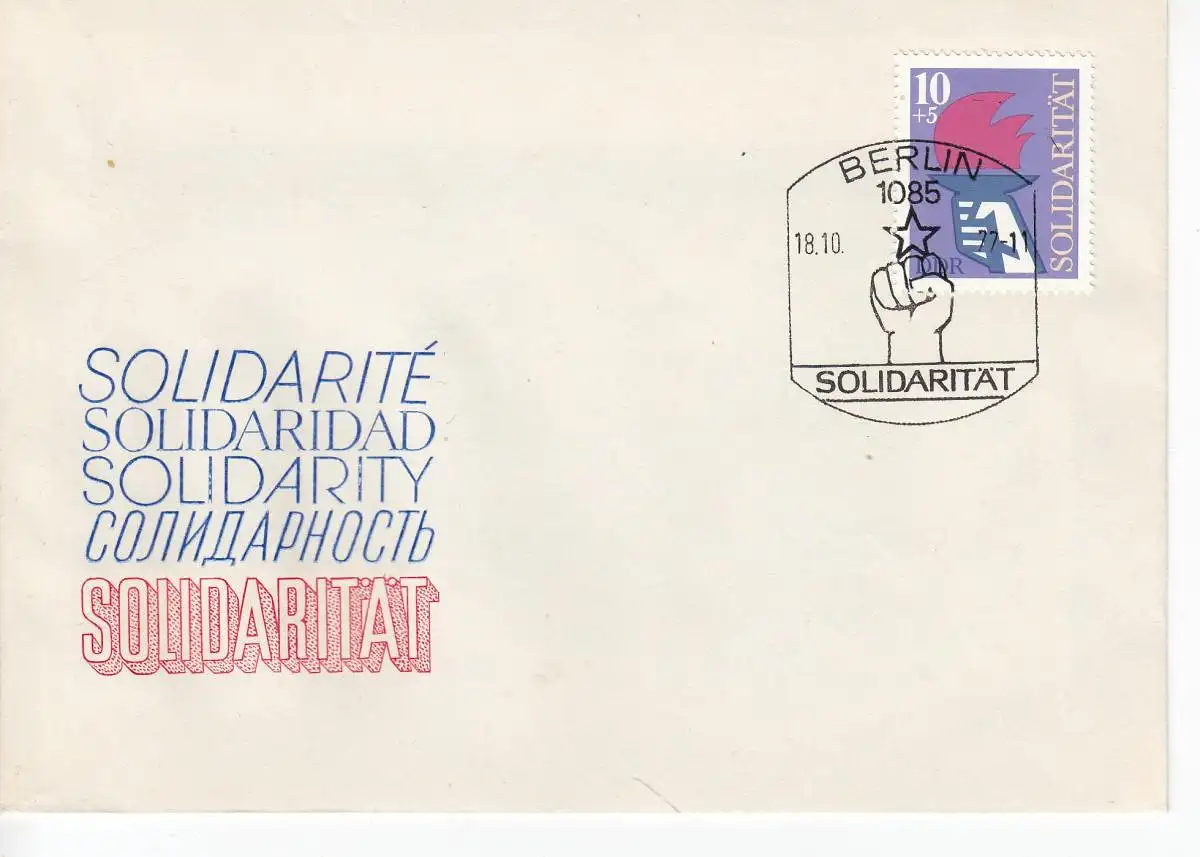 10
+5
SOLIDARITÄT
DDR
BERLIN
1085
18.10. 77-11
SOLIDARITÄT
SOLIDARITÉ
SOLIDARIDAD
SOLIDARITY
СОЛИДАРНОСТЬ
SOLIDARITÄT